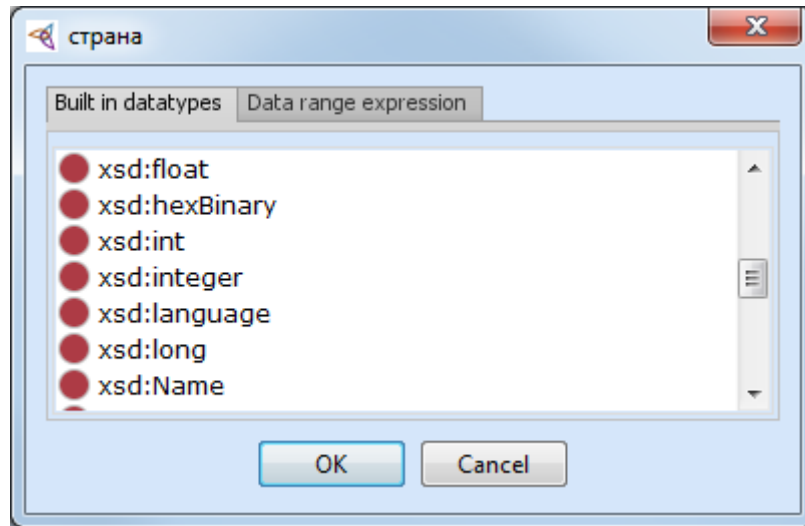 страна
Built in datatypes Data range expression
xsd:float
xsd:hexBinary
xsd:int
xsd:integer
xsd:language
xsd:long
xsd:Name
OK Cancel